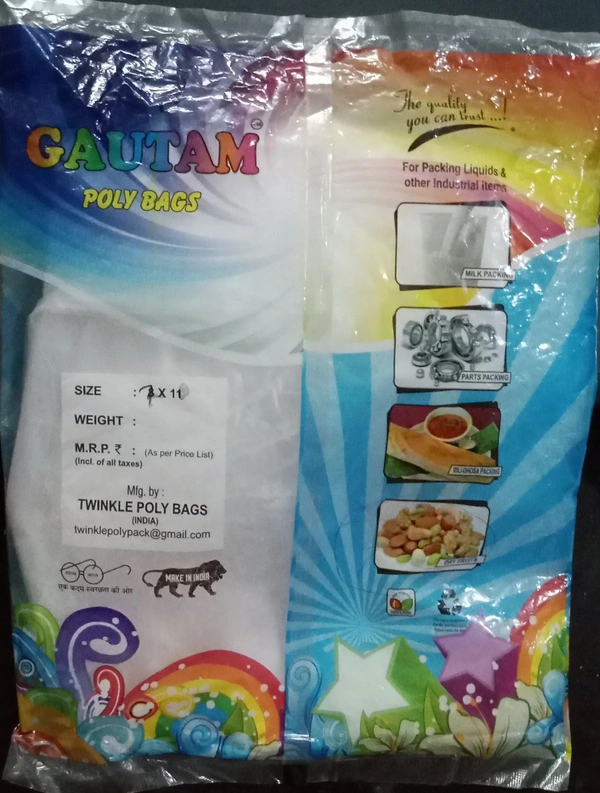 GAUTAM
POLY BAGS
SIZE : X 11
WEIGHT :
M.R.P. ₹ : (As per Price List)
(Incl. of all taxes)
Mfg. by :
TWINKLE POLY BAGS
(INDIA)
twinklepolypack@gmail.com
एक कदम स्वच्छता की ओर
MAKE IN INDIA
The quality
you can trust ...!
For Packing Liquids &
other Industrial items
MILK PACKING
PARTS PACKING
IDLI-DHOSA PACKING
DRY FRUITS